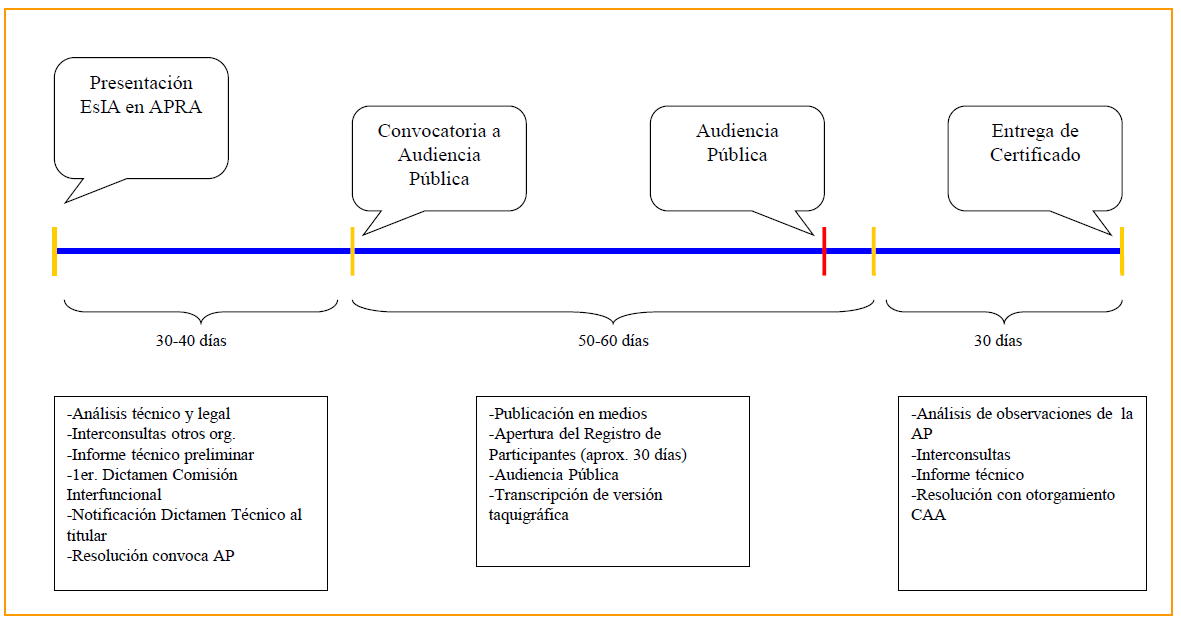 Presentación
EsIA en APRA
Convocatoria a
Audiencia
Pública
Audiencia
Pública
Entrega de
Certificado
30-40 días
50-60 días
30 días
-Análisis técnico y legal
-Interconsultas otros org.
-Informe técnico preliminar
-1er. Dictamen Comisión
Interfuncional
-Notificación Dictamen Técnico al
titular
-Resolución convoca AP
-Publicación en medios
-Apertura del Registro de
Participantes (aprox. 30 días)
-Audiencia Pública
-Transcripción de versión
taquigráfica
-Análisis de observaciones de la
AP
-Interconsultas
-Informe técnico
-Resolución con otorgamiento
CAA